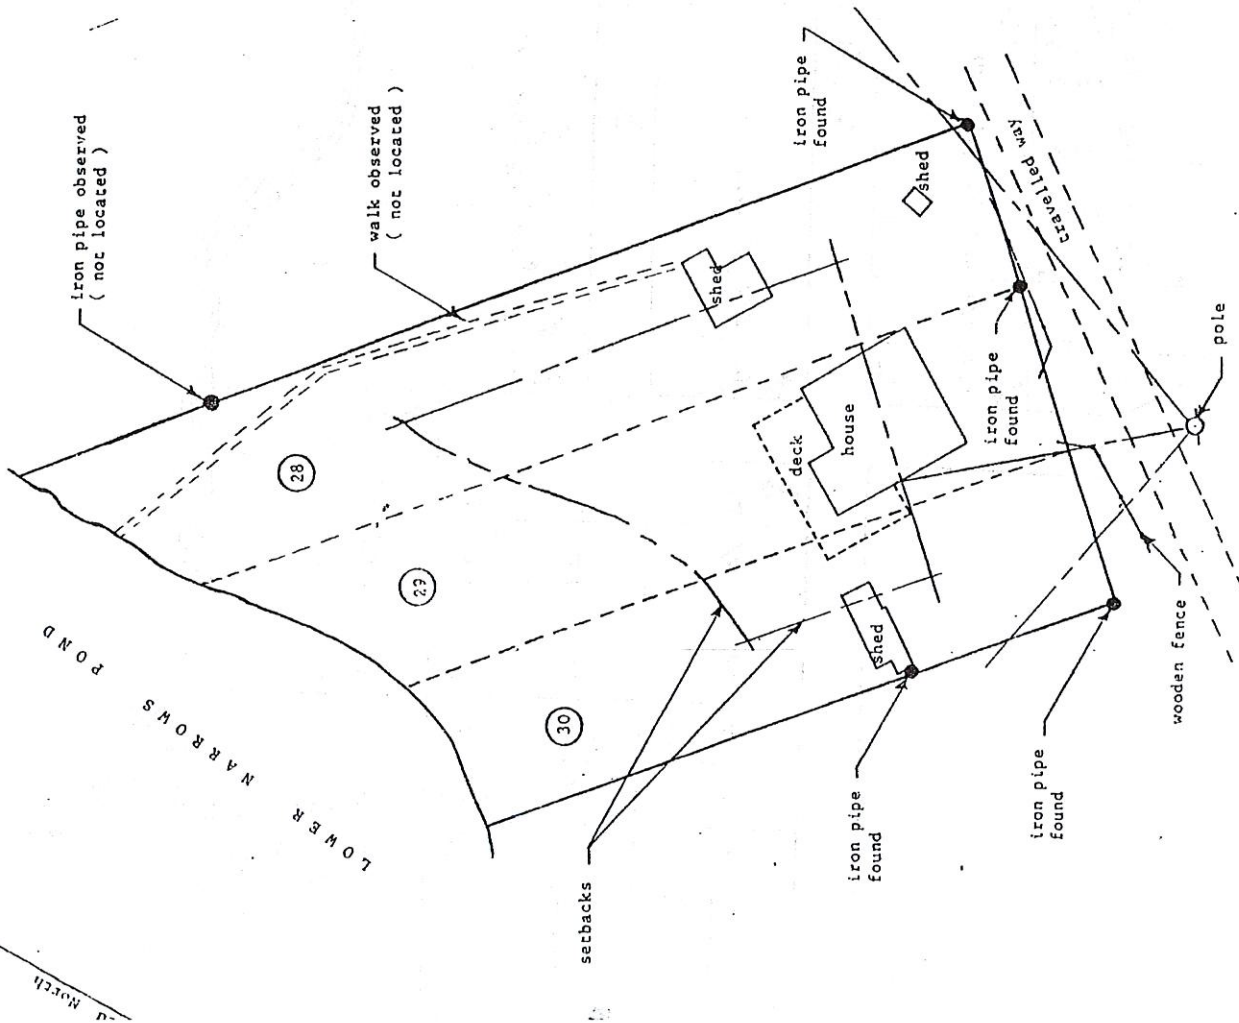 iron pipe observed
( not located )
walk observed
( not located )
iron pipe
found
shed
travelled way
shed
28
iron pipe
found
pole
deck
house
29
LOWER NARROWS POND
shed
30
wooden fence
setbacks
iron pipe
found
iron pipe
found
North